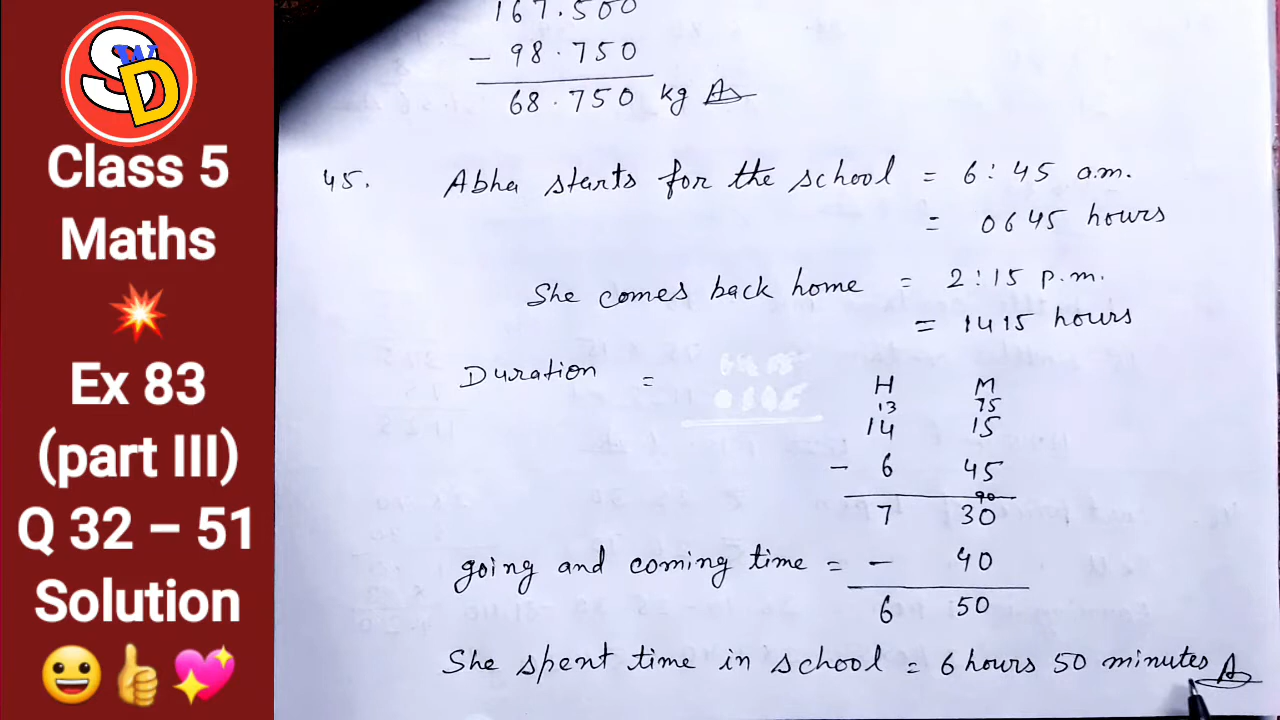 SWD
Class 5
Maths
Ex 83
(part III)
Q 32 – 51
Solution
167.500
- 98.750
68.750 kg
45. Abha starts for the school = 6:45 a.m.
= 0645 hours
She comes back home = 2:15 p.m.
= 1415 hours
Duration =
H M
13 75
14 15
- 6 45
90
7 30
going and coming time = - 40
6 50
She spent time in school = 6 hours 50 minutes